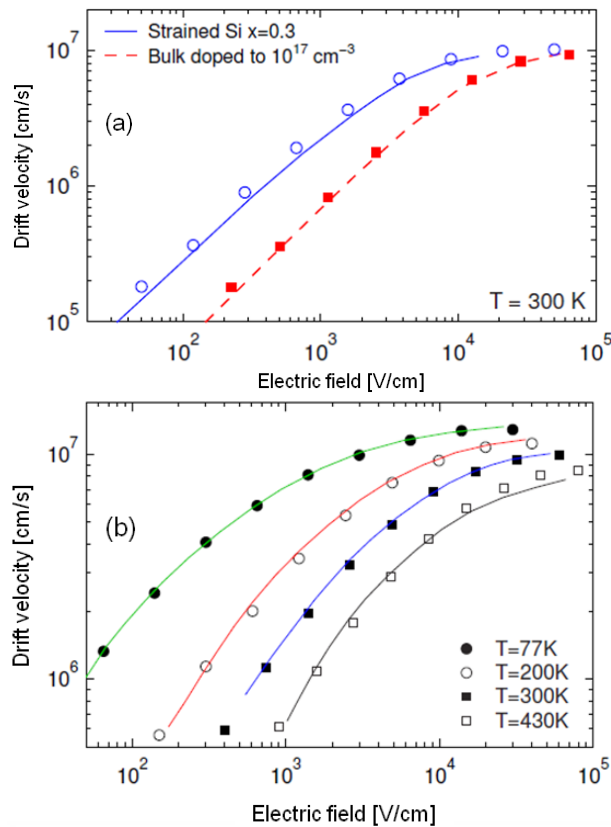 (a)
Strained Si x=0.3
Bulk doped to 10¹⁷ cm⁻³
T = 300 K
Drift velocity [cm/s]
10⁷
10⁶
10⁵
10²
10³
10⁴
10⁵
Electric field [V/cm]
(b)
Drift velocity [cm/s]
10⁷
10⁶
T=77K
T=200K
T=300K
T=430K
10²
10³
10⁴
10⁵
Electric field [V/cm]